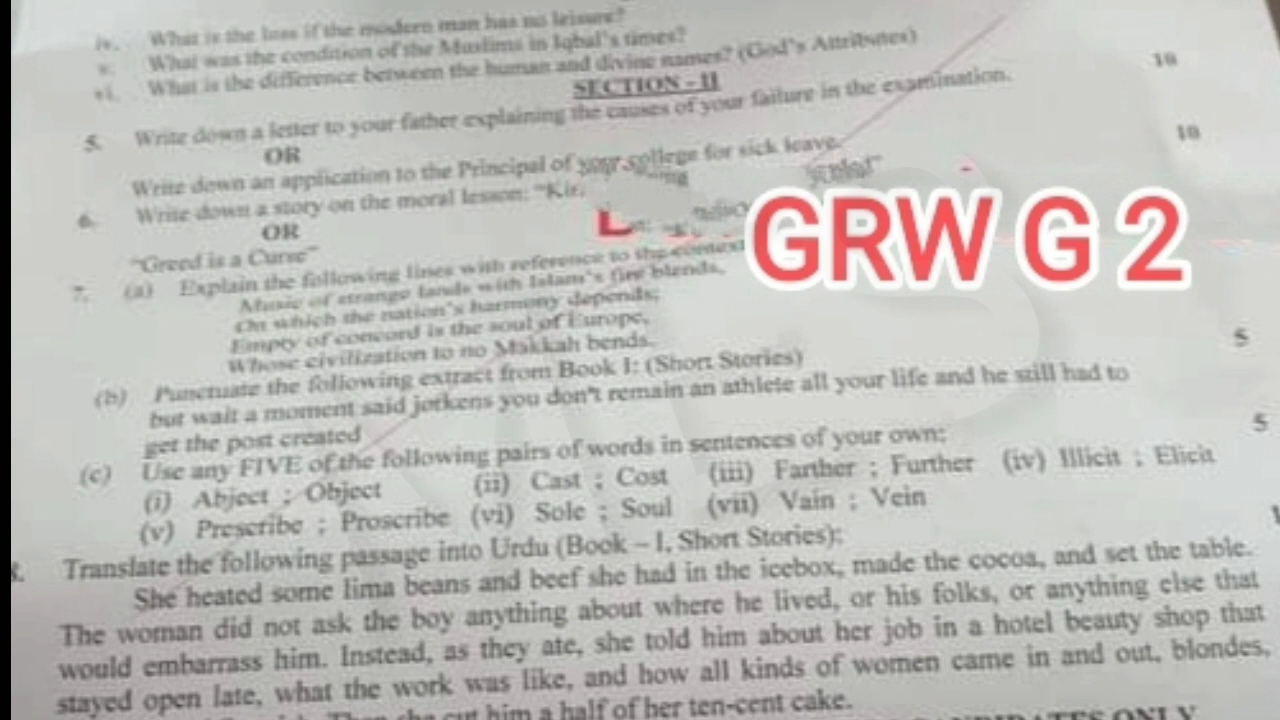 iv. What is the loss if the modern man has no leisure?
v. What was the condition of the Muslims in Iqbal's times?
vi. What is the difference between the human and divine names? (God's Attributes)
SECTION - II
5. Write down a letter to your father explaining the causes of your failure in the examination. 10
OR
Write down an application to the Principal of your college for sick leave.
6. Write down a story on the moral lesson: 10
OR
"Greed is a Curse"
7. (a) Explain the following lines with reference to the context
Music of strange lands with Islam's fire blends,
On which the nation's harmony depends;
Empty of concord is the soul of Europe,
Whose civilization to no Makkah bends.
(b) Punctuate the following extract from Book I: (Short Stories) 5
but wait a moment said jorkens you don't remain an athlete all your life and he still had to
get the post created
(c) Use any FIVE of the following pairs of words in sentences of your own: 5
(i) Abject ; Object (ii) Cast ; Cost (iii) Farther ; Further (iv) Illicit ; Elicit
(v) Prescribe ; Proscribe (vi) Sole ; Soul (vii) Vain ; Vein
Translate the following passage into Urdu (Book – I, Short Stories):
She heated some lima beans and beef she had in the icebox, made the cocoa, and set the table.
The woman did not ask the boy anything about where he lived, or his folks, or anything else that
would embarrass him. Instead, as they ate, she told him about her job in a hotel beauty shop that
stayed open late, what the work was like, and how all kinds of women came in and out, blondes,
she cut him a half of her ten-cent cake.
ONLY
GRW G 2